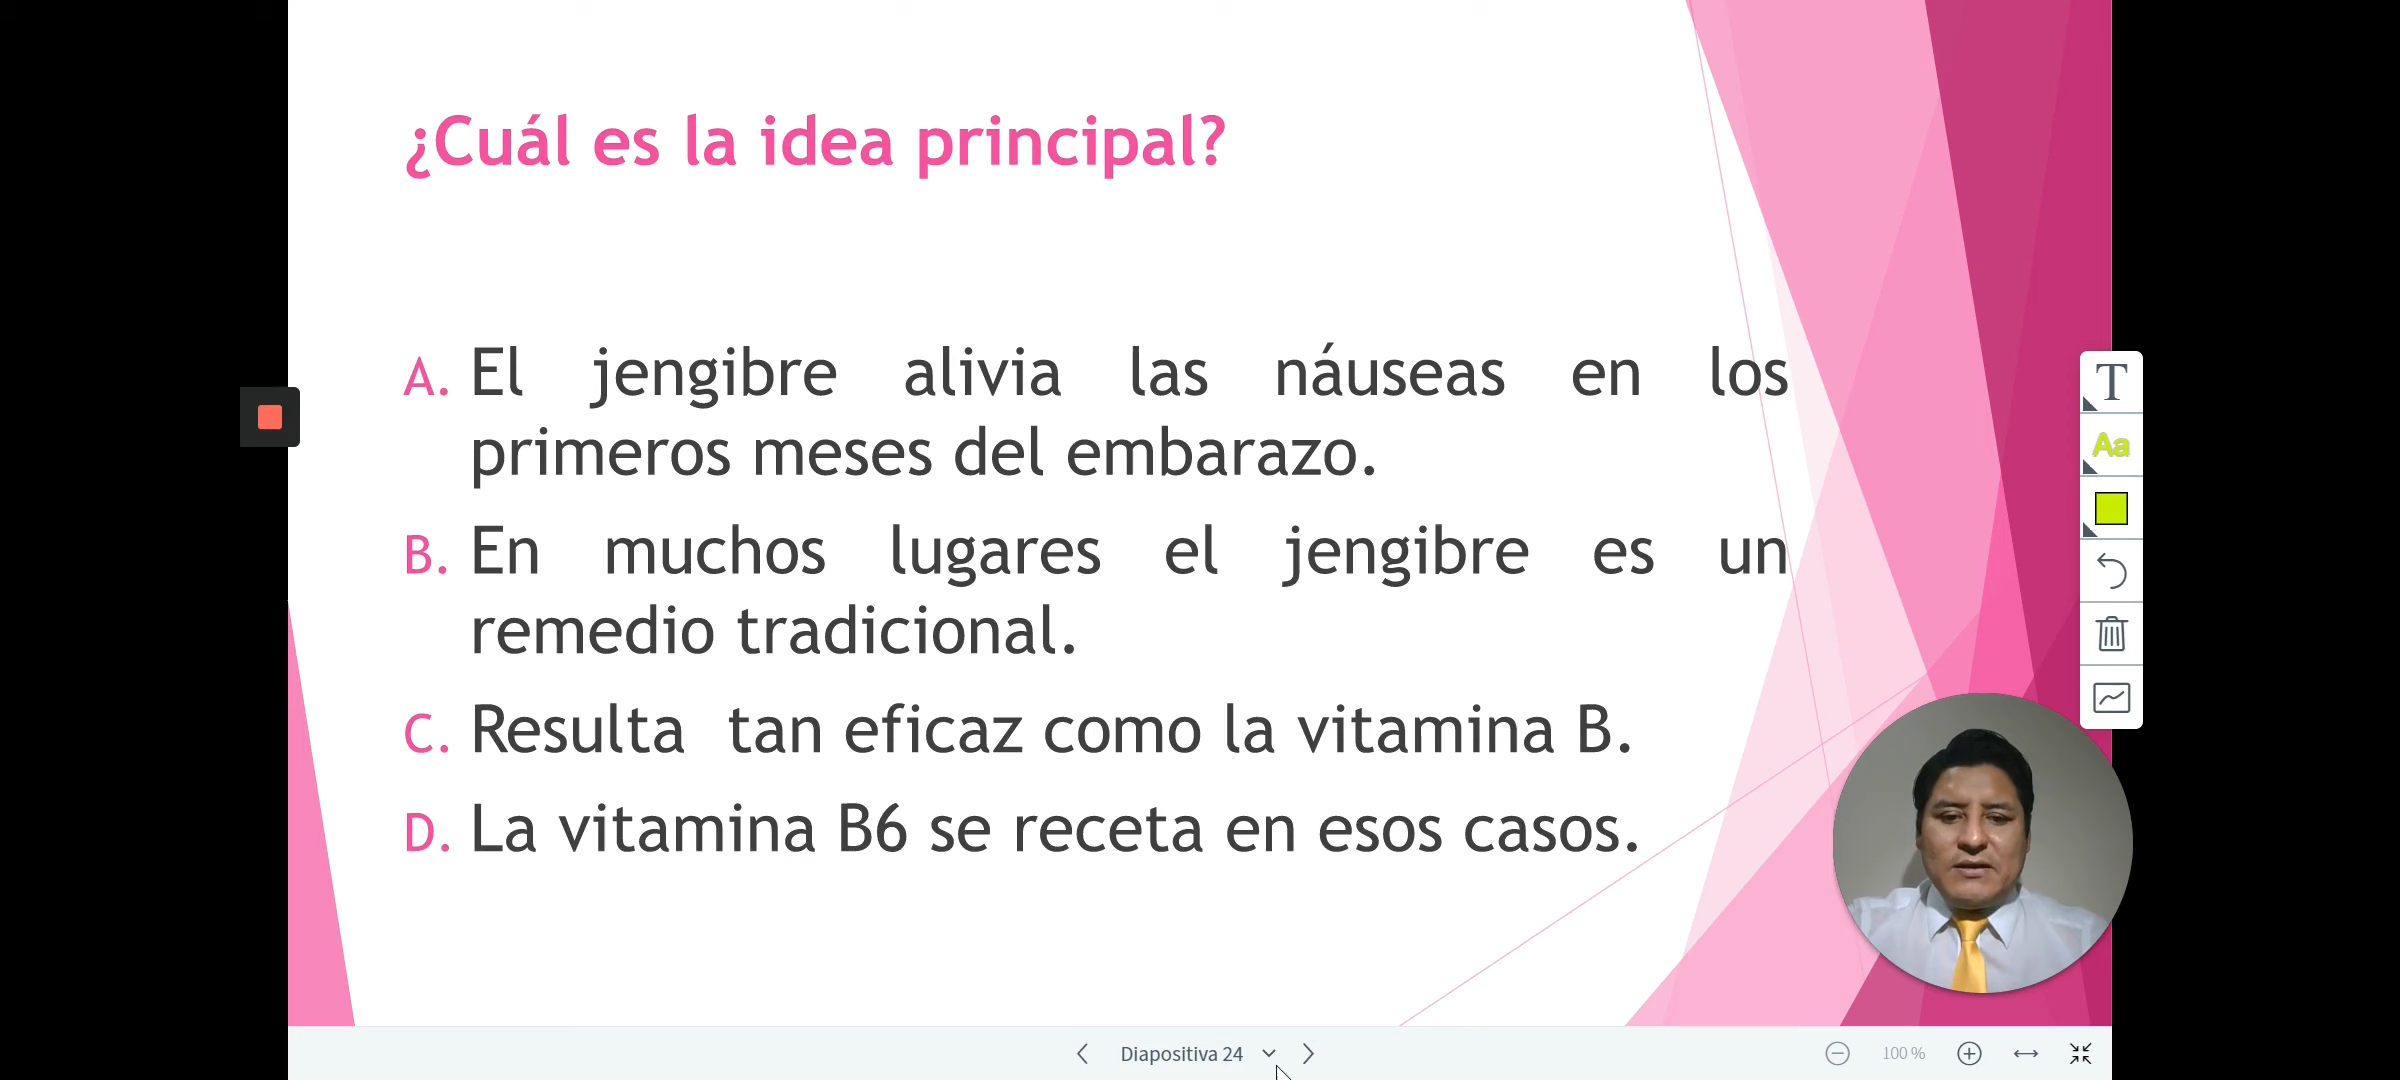 ¿Cuál es la idea principal?
A. El jengibre alivia las náuseas en los
primeros meses del embarazo.
B. En muchos lugares el jengibre es un
remedio tradicional.
C. Resulta tan eficaz como la vitamina B.
D. La vitamina B6 se receta en esos casos.
T
Aa
Diapositiva 24
100 %